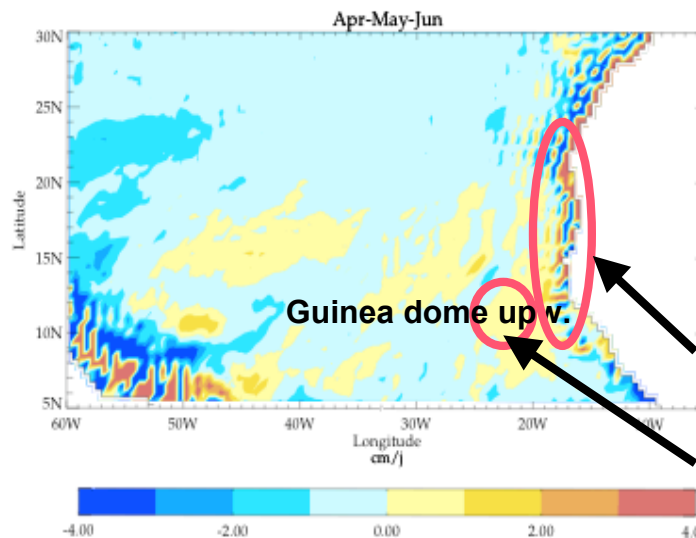 Apr-May-Jun
30N
25N
20N
15N
10N
5N
Latitude
Guinea dome upw.
60W
50W
40W
30W
20W
Longitude
cm/j
-4.00
-2.00
0.00
2.00